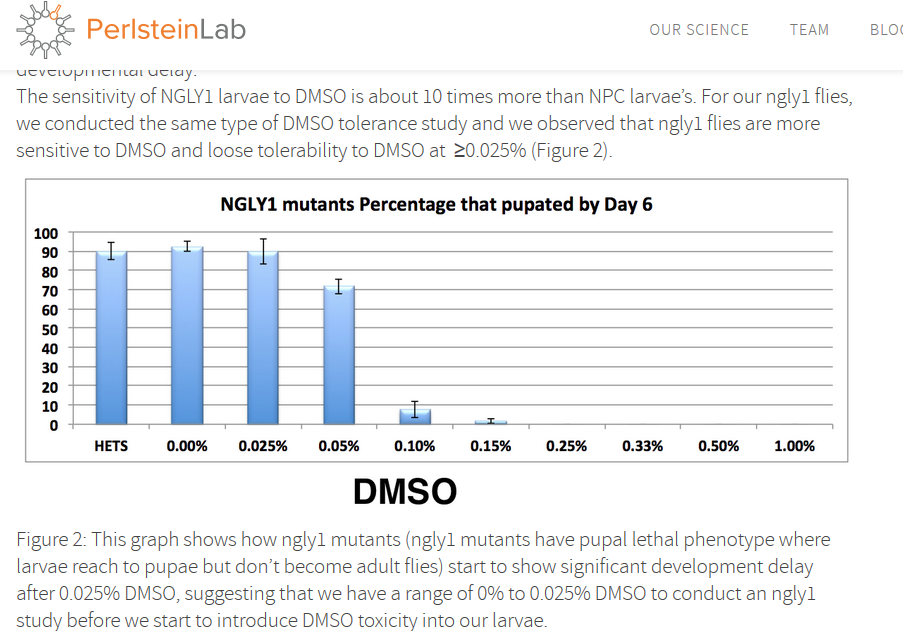 PerlsteinLab
OUR SCIENCE TEAM BLOG
developmental delay.
The sensitivity of NGLY1 larvae to DMSO is about 10 times more than NPC larvae's. For our ngly1 flies,
we conducted the same type of DMSO tolerance study and we observed that ngly1 flies are more
sensitive to DMSO and loose tolerability to DMSO at ≥0.025% (Figure 2).
NGLY1 mutants Percentage that pupated by Day 6
100
90
80
70
60
50
40
30
20
10
0
HETS 0.00% 0.025% 0.05% 0.10% 0.15% 0.25% 0.33% 0.50% 1.00%
DMSO
Figure 2: This graph shows how ngly1 mutants (ngly1 mutants have pupal lethal phenotype where
larvae reach to pupae but don't become adult flies) start to show significant development delay
after 0.025% DMSO, suggesting that we have a range of 0% to 0.025% DMSO to conduct an ngly1
study before we start to introduce DMSO toxicity into our larvae.